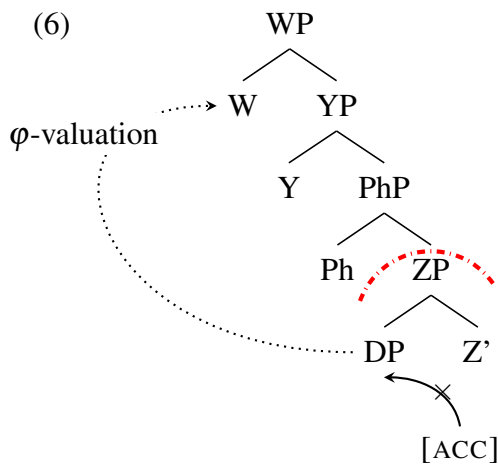 (6) WP
W YP
φ-valuation
Y PhP
Ph ZP
DP Z'
[ACC]